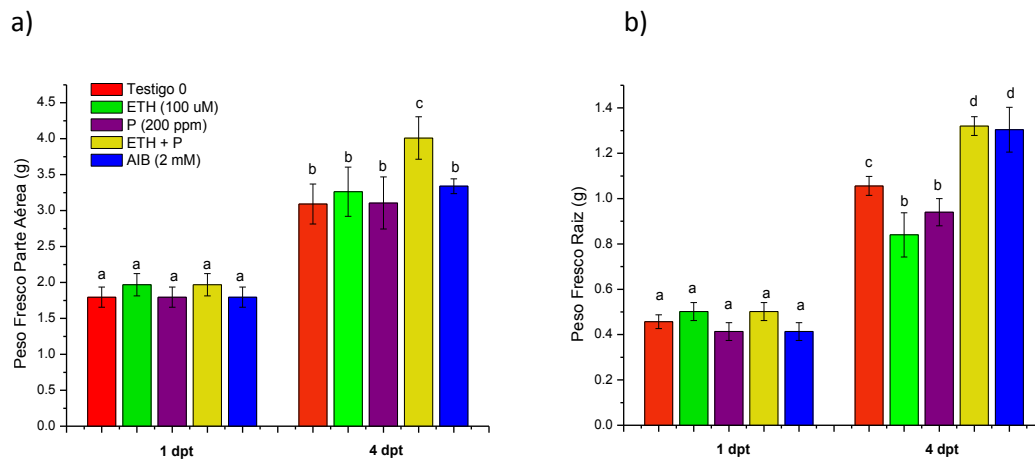 a)
b)
Testigo 0
ETH (100 uM)
P (200 ppm)
ETH + P
AIB (2 mM)
Peso Fresco Parte Aérea (g)
4.5
4.0
3.5
3.0
2.5
2.0
1.5
1.0
0.5
0.0
a a a a a
b b b c b
1 dpt 4 dpt
Peso Fresco Raiz (g)
1.4
1.2
1.0
0.8
0.6
0.4
0.2
0.0
a a a a a
c b b d d
1 dpt 4 dpt